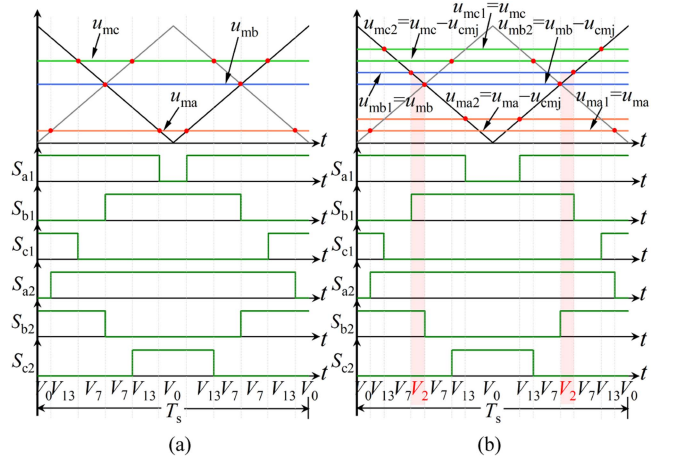 u_mc
u_mb
u_ma
t
S_a1
t
S_b1
t
S_c1
t
S_a2
t
S_b2
t
S_c2
t
V_0 V_13 V_7 V_7 V_13 V_0 V_13 V_7 V_7 V_13 V_0
T_s
(a)
u_mc1=u_mc
u_mc2=u_mc−u_cmj
u_mb2=u_mb−u_cmj
u_mb1=u_mb
u_ma2=u_ma−u_cmj
u_ma1=u_ma
t
S_a1
t
S_b1
t
S_c1
t
S_a2
t
S_b2
t
S_c2
t
V_0 V_13 V_7 V_2 V_7 V_13 V_0 V_13 V_7 V_2 V_7 V_13 V_0
T_s
(b)